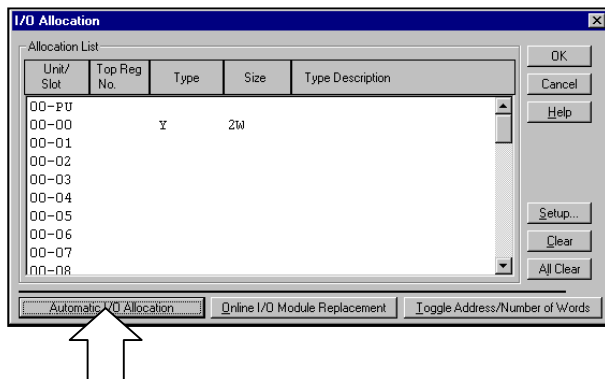 I/O Allocation
Allocation List
Unit/
Slot
Top Reg
No.
Type
Size
Type Description
00-PU
00-00 Y 2W
00-01
00-02
00-03
00-04
00-05
00-06
00-07
00-08
OK
Cancel
Help
Setup...
Clear
All Clear
Automatic I/O Allocation
Online I/O Module Replacement
Toggle Address/Number of Words